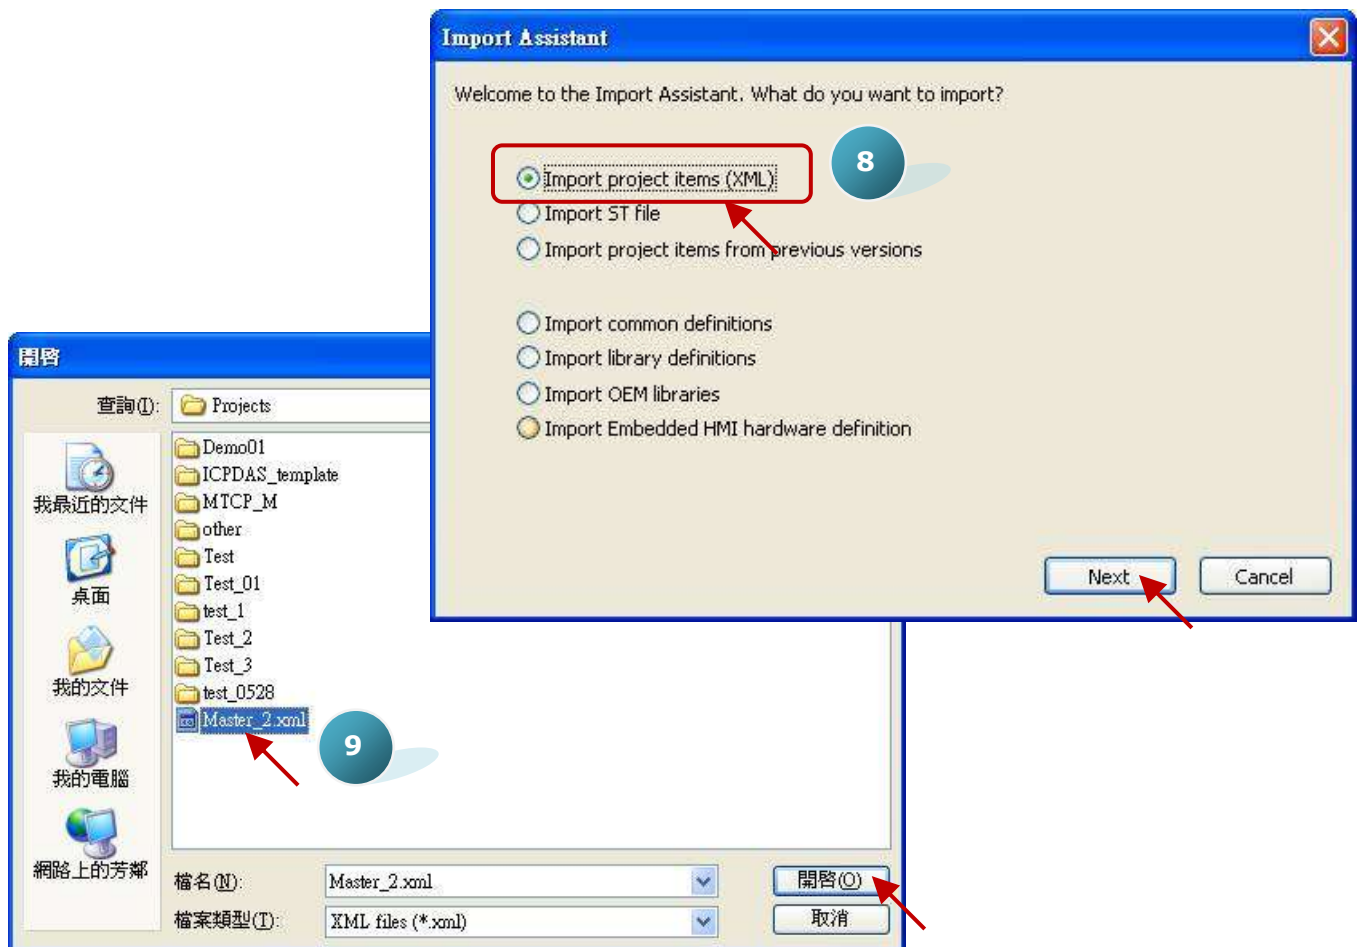 Import Assistant
Welcome to the Import Assistant. What do you want to import?
8
Import project items (XML)
Import ST file
Import project items from previous versions
Import common definitions
Import library definitions
Import OEM libraries
Import Embedded HMI hardware definition
Next
Cancel
開啓
查詢(I):
Projects
Demo01
ICPDAS_template
MTCP_M
other
Test
Test_01
test_1
Test_2
Test_3
test_0528
Master_2.xml
9
我最近的文件
桌面
我的文件
我的電腦
網路上的芳鄰
檔名(N):
Master_2.xml
開啓(O)
檔案類型(T):
XML files (*.xml)
取消